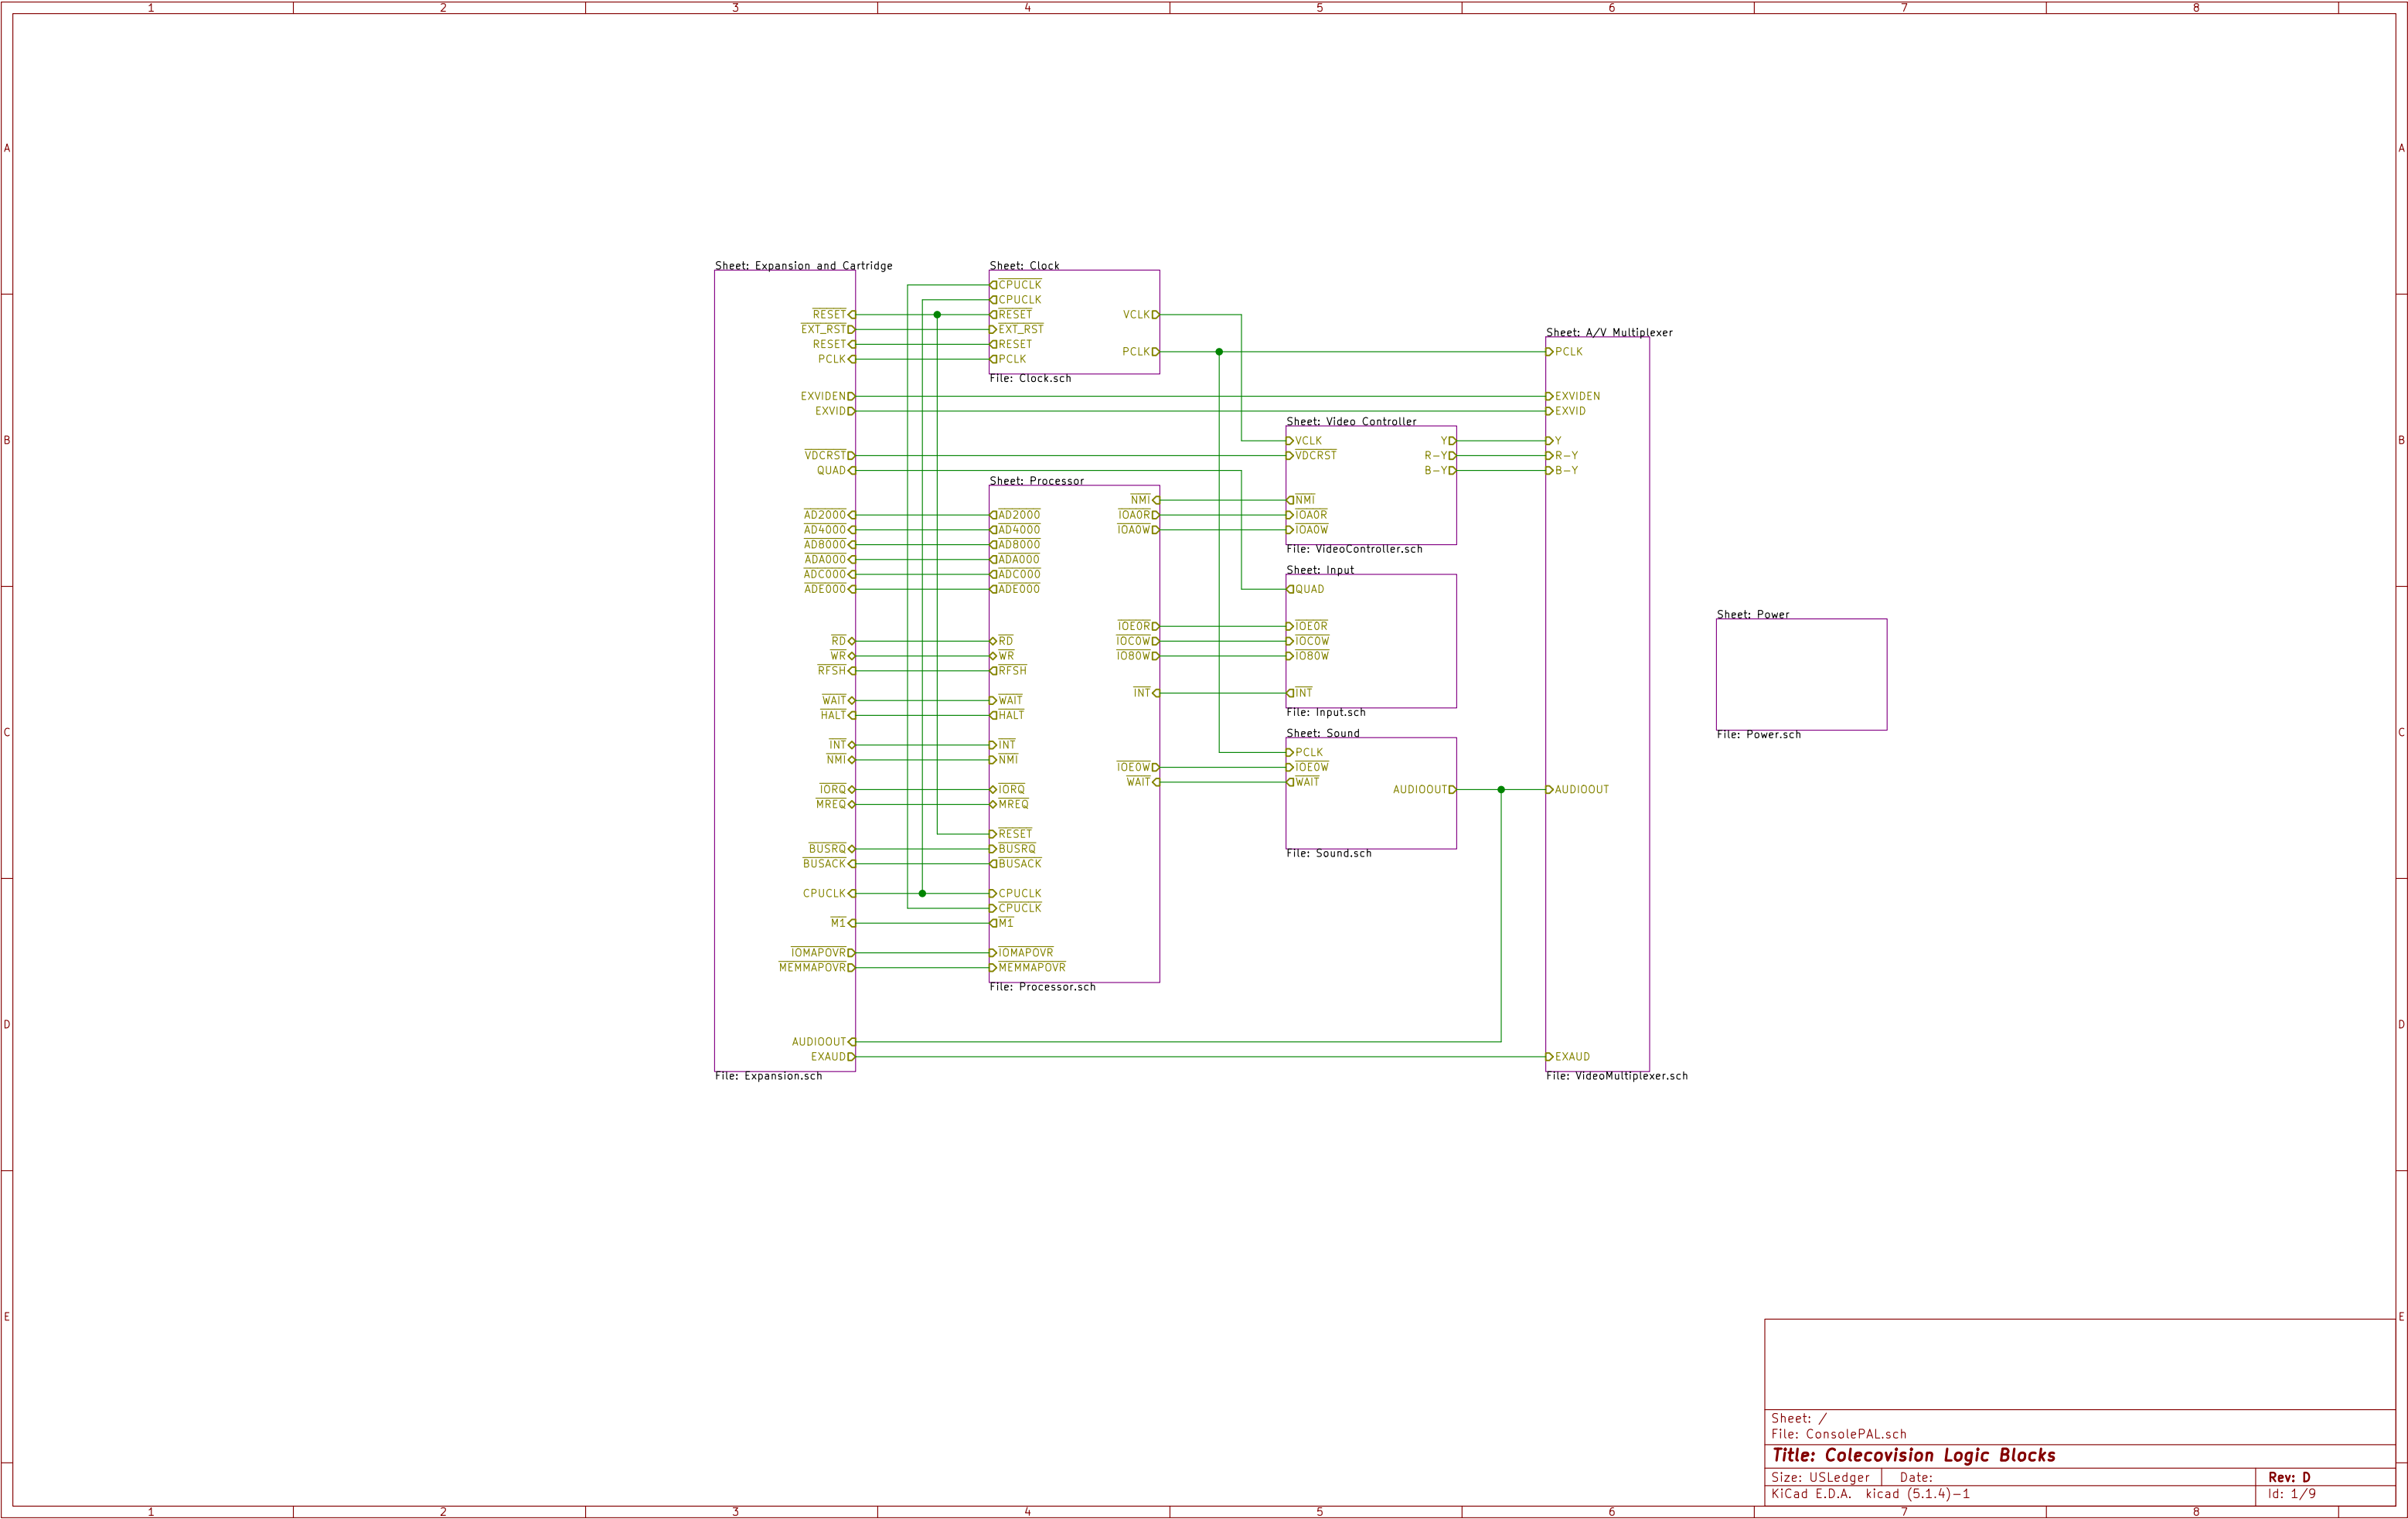 1 2 3 4 5 6 7 8
A
B
C
D
E
A
B
C
D
E
Sheet: Expansion and Cartridge
RESET
EXT_RST
RESET
PCLK
EXVIDEN
EXVID
VDCRST
QUAD
AD2000
AD4000
AD8000
ADA000
ADC000
ADE000
RD
WR
RFSH
WAIT
HALT
INT
NMI
IORQ
MREQ
BUSRQ
BUSACK
CPUCLK
M1
IOMAPOVR
MEMMAPOVR
AUDIOOUT
EXAUD
File: Expansion.sch
Sheet: Clock
CPUCLK
CPUCLK
RESET
EXT_RST
RESET
PCLK
VCLK
PCLK
File: Clock.sch
Sheet: Processor
AD2000
AD4000
AD8000
ADA000
ADC000
ADE000
RD
WR
RFSH
WAIT
HALT
INT
NMI
IORQ
MREQ
RESET
BUSRQ
BUSACK
CPUCLK
CPUCLK
M1
IOMAPOVR
MEMMAPOVR
NMI
IOA0R
IOA0W
IOE0R
IOC0W
IO80W
INT
IOE0W
WAIT
File: Processor.sch
Sheet: Video Controller
VCLK
VDCRST
NMI
IOA0R
IOA0W
Y
R-Y
B-Y
File: VideoController.sch
Sheet: Input
QUAD
IOE0R
IOC0W
IO80W
INT
File: Input.sch
Sheet: Sound
PCLK
IOE0W
WAIT
AUDIOOUT
File: Sound.sch
Sheet: A/V Multiplexer
PCLK
EXVIDEN
EXVID
Y
R-Y
B-Y
AUDIOOUT
EXAUD
File: VideoMultiplexer.sch
Sheet: Power
File: Power.sch
Sheet: /
File: ConsolePAL.sch
Title: Colecovision Logic Blocks
Size: USLedger Date: Rev: D
KiCad E.D.A. kicad (5.1.4)-1 Id: 1/9
1 2 3 4 5 6 7 8